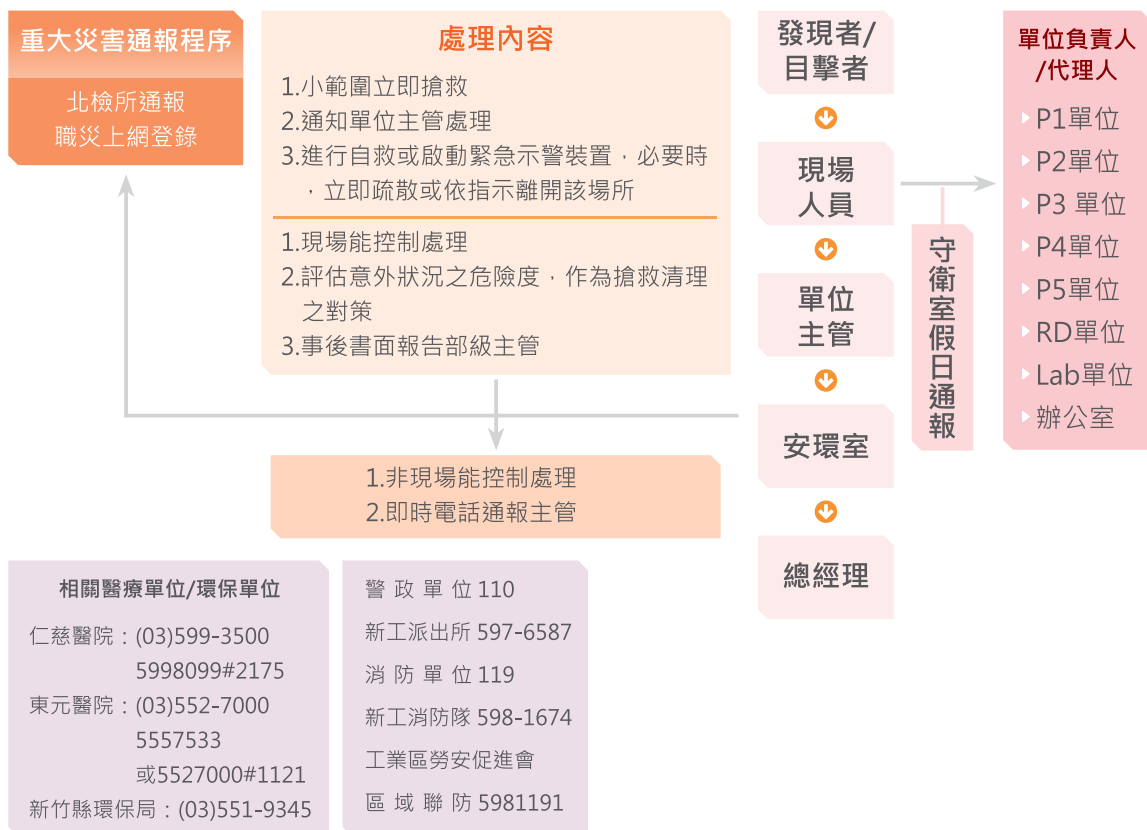 重大災害通報程序
北檢所通報
職災上網登錄
處理內容
1.小範圍立即搶救
2.通知單位主管處理
3.進行自救或啟動緊急示警裝置，必要時
，立即疏散或依指示離開該場所
1.現場能控制處理
2.評估意外狀況之危險度，作為搶救清理
之對策
3.事後書面報告部級主管
1.非現場能控制處理
2.即時電話通報主管
發現者/
目擊者
現場
人員
單位
主管
安環室
總經理
守衛室假日通報
單位負責人
/代理人
P1單位
P2單位
P3 單位
P4單位
P5單位
RD單位
Lab單位
辦公室
相關醫療單位/環保單位
仁慈醫院：(03)599-3500
5998099#2175
東元醫院：(03)552-7000
5557533
或5527000#1121
新竹縣環保局：(03)551-9345
警政單位 110
新工派出所 597-6587
消防單位 119
新工消防隊 598-1674
工業區勞安促進會
區域聯防 5981191